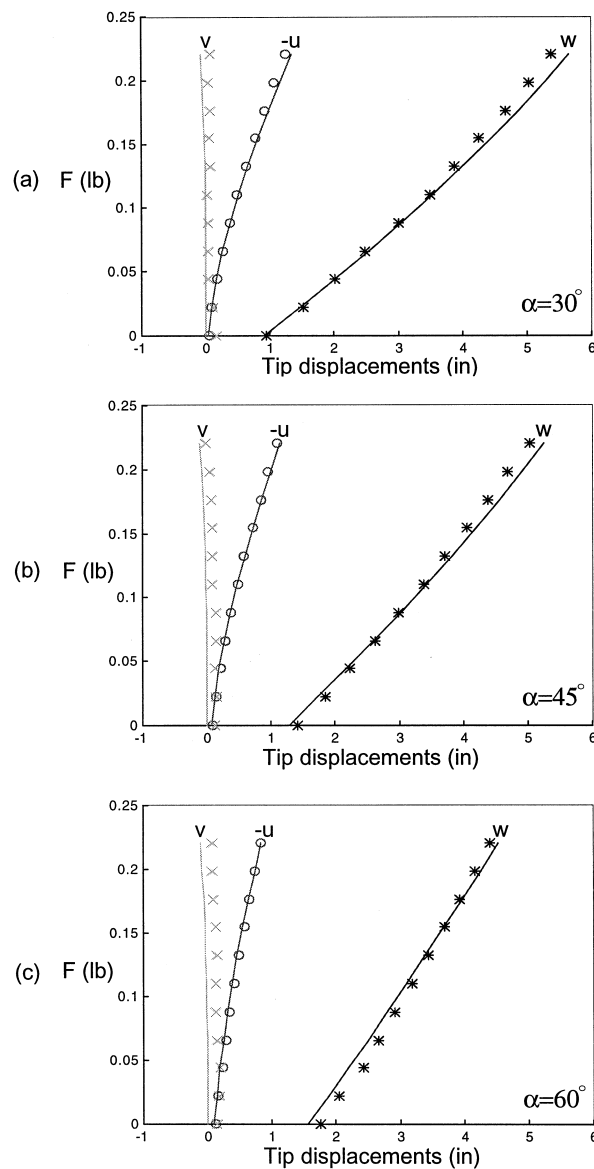 0.25
v -u w
0.2
0.15
(a) F (lb)
0.1
0.05
α=30°
0
-1 0 1 2 3 4 5 6
Tip displacements (in)
0.25
v -u w
0.2
0.15
(b) F (lb)
0.1
0.05
α=45°
0
-1 0 1 2 3 4 5 6
Tip displacements (in)
0.25
v -u w
0.2
0.15
(c) F (lb)
0.1
0.05
α=60°
0
-1 0 1 2 3 4 5 6
Tip displacements (in)